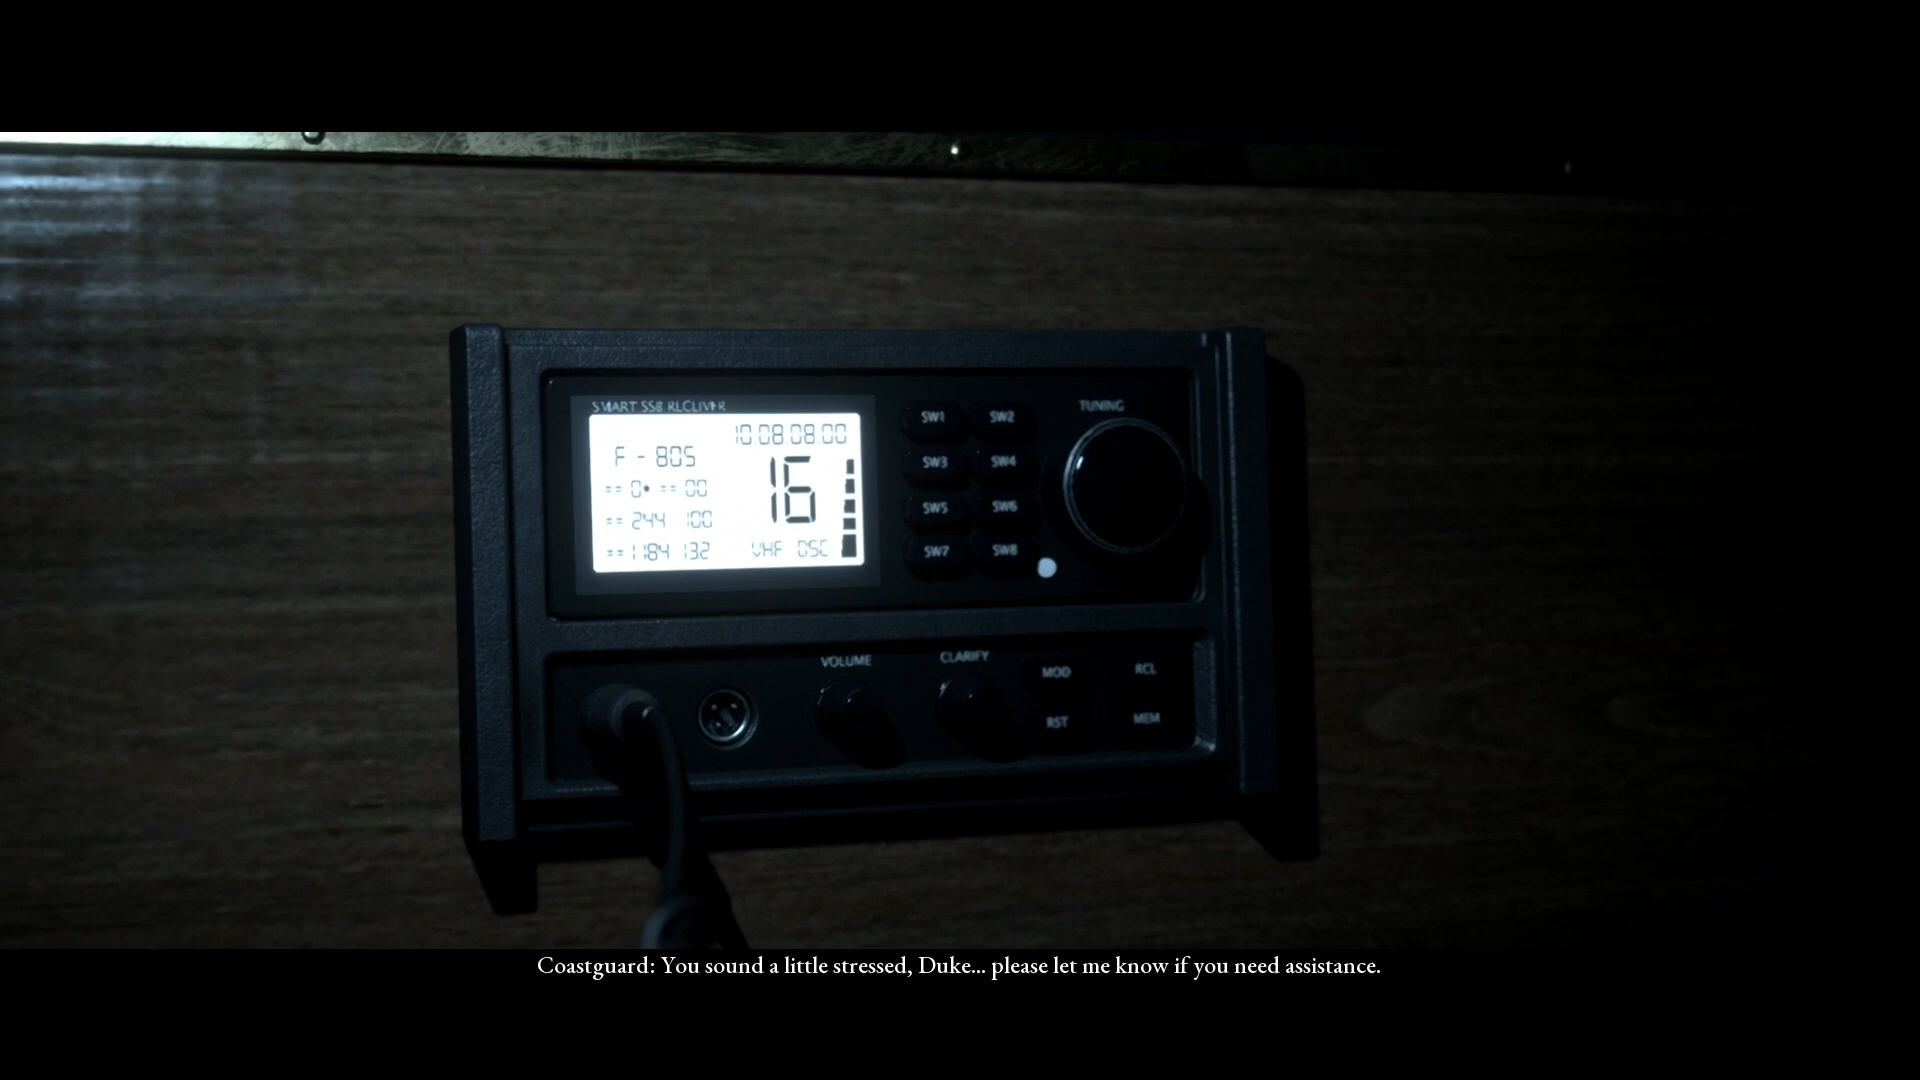 SMART SSB RECLIVER
10:08:08:00
F - 805
16
== 0• == 00
== 244 100
== 1184 132
VHF DSC
SW1 SW2
SW3 SW4
SW5 SW6
SW7 SW8
TUNING
VOLUME
CLARIFY
MOD RCL
RST MEM
Coastguard: You sound a little stressed, Duke... please let me know if you need assistance.